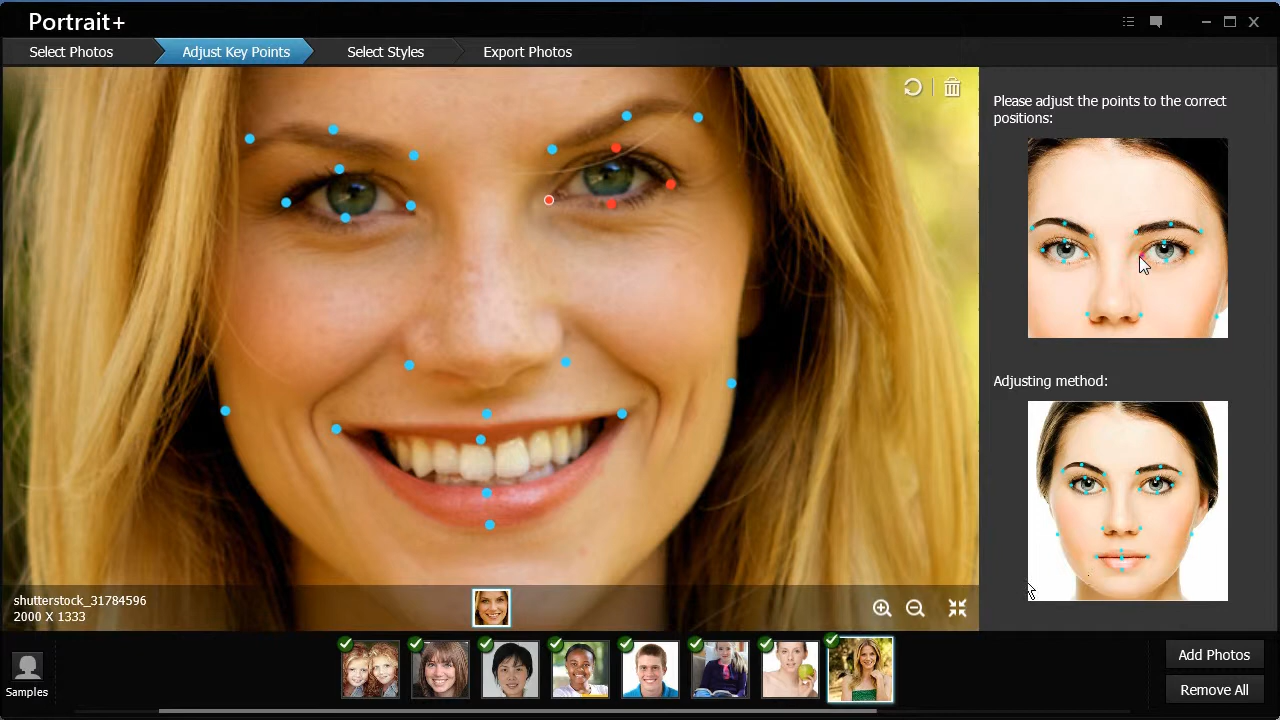 Portrait+
Select Photos
Adjust Key Points
Select Styles
Export Photos
Please adjust the points to the correct
positions:
Adjusting method:
shutterstock_31784596
2000 X 1333
Samples
Add Photos
Remove All